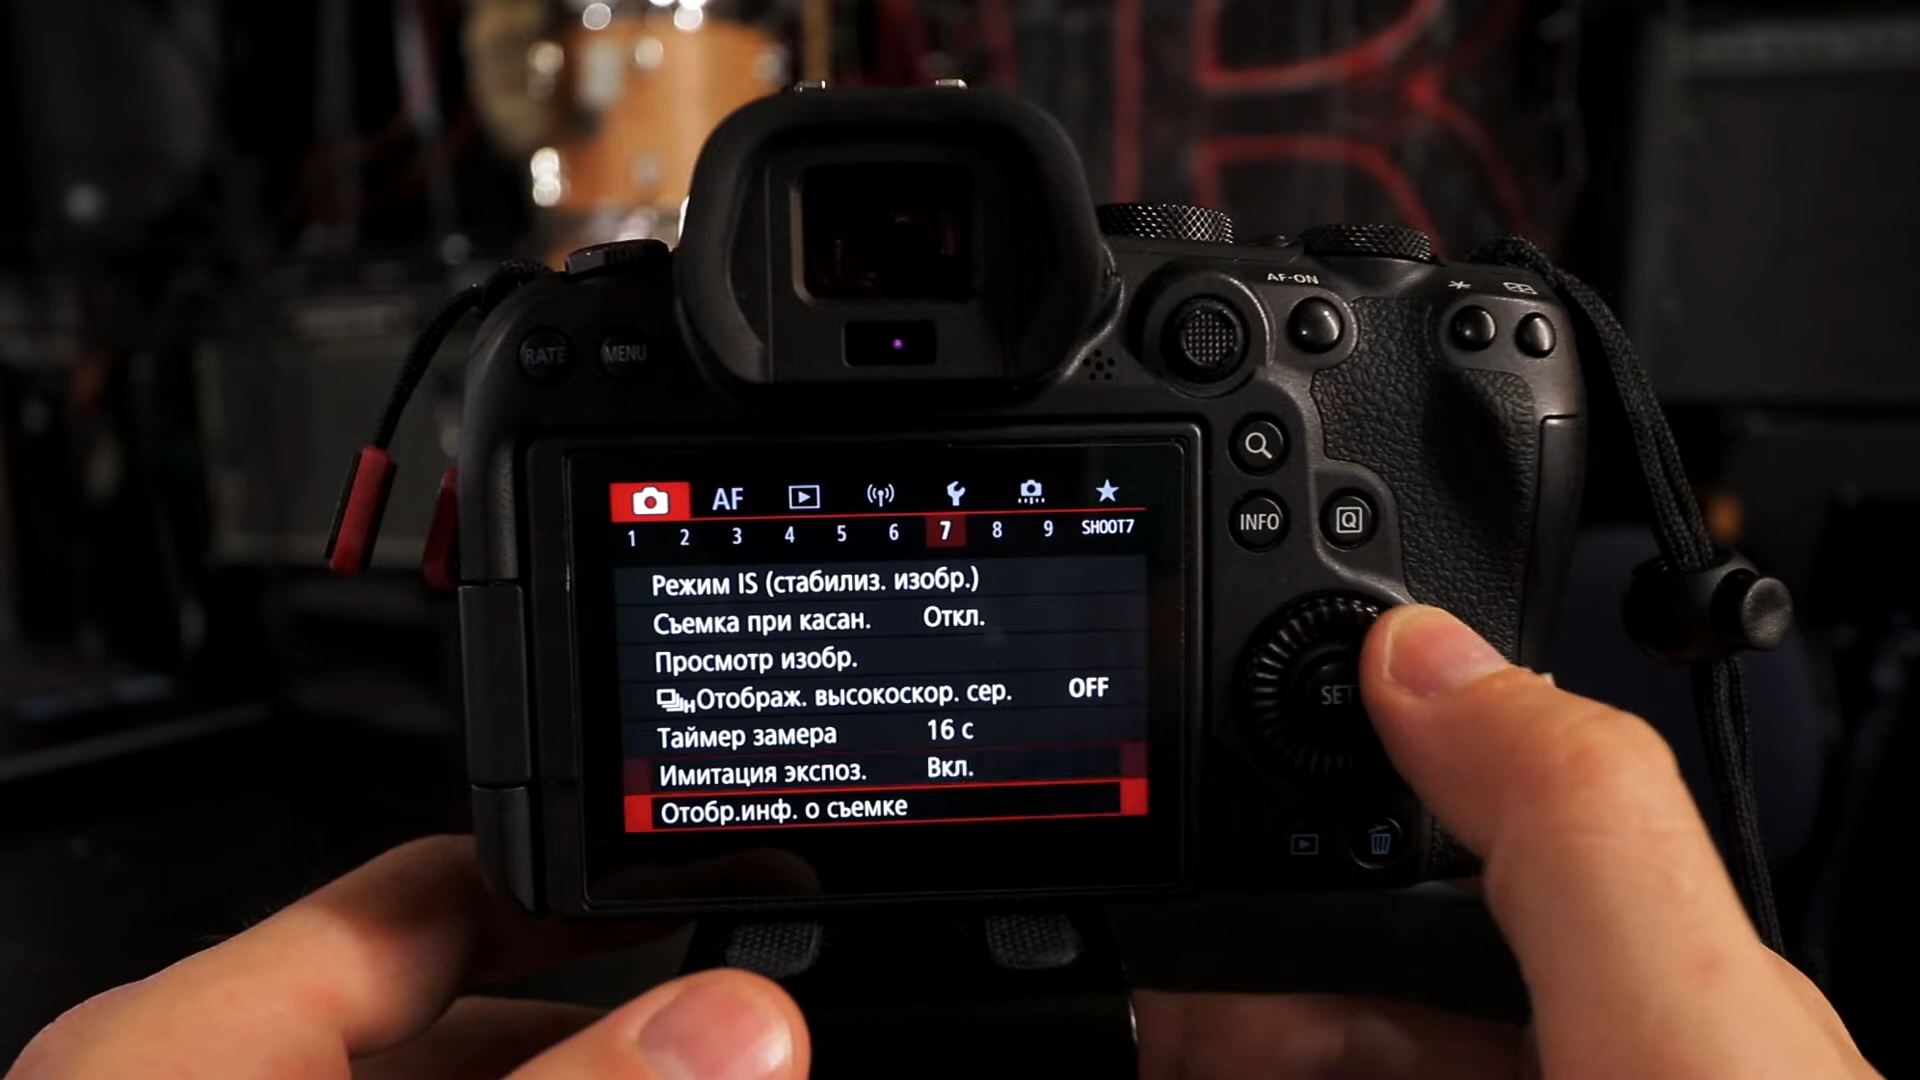 AF-ON
RATE MENU
INFO Q
SET
AF
1 2 3 4 5 6 7 8 9 SHOOT7
Режим IS (стабилиз. изобр.)
Съемка при касан. Откл.
Просмотр изобр.
HОтображ. высокоскор. сер. OFF
Таймер замера 16 с
Имитация экспоз. Вкл.
Отобр.инф. о съемке